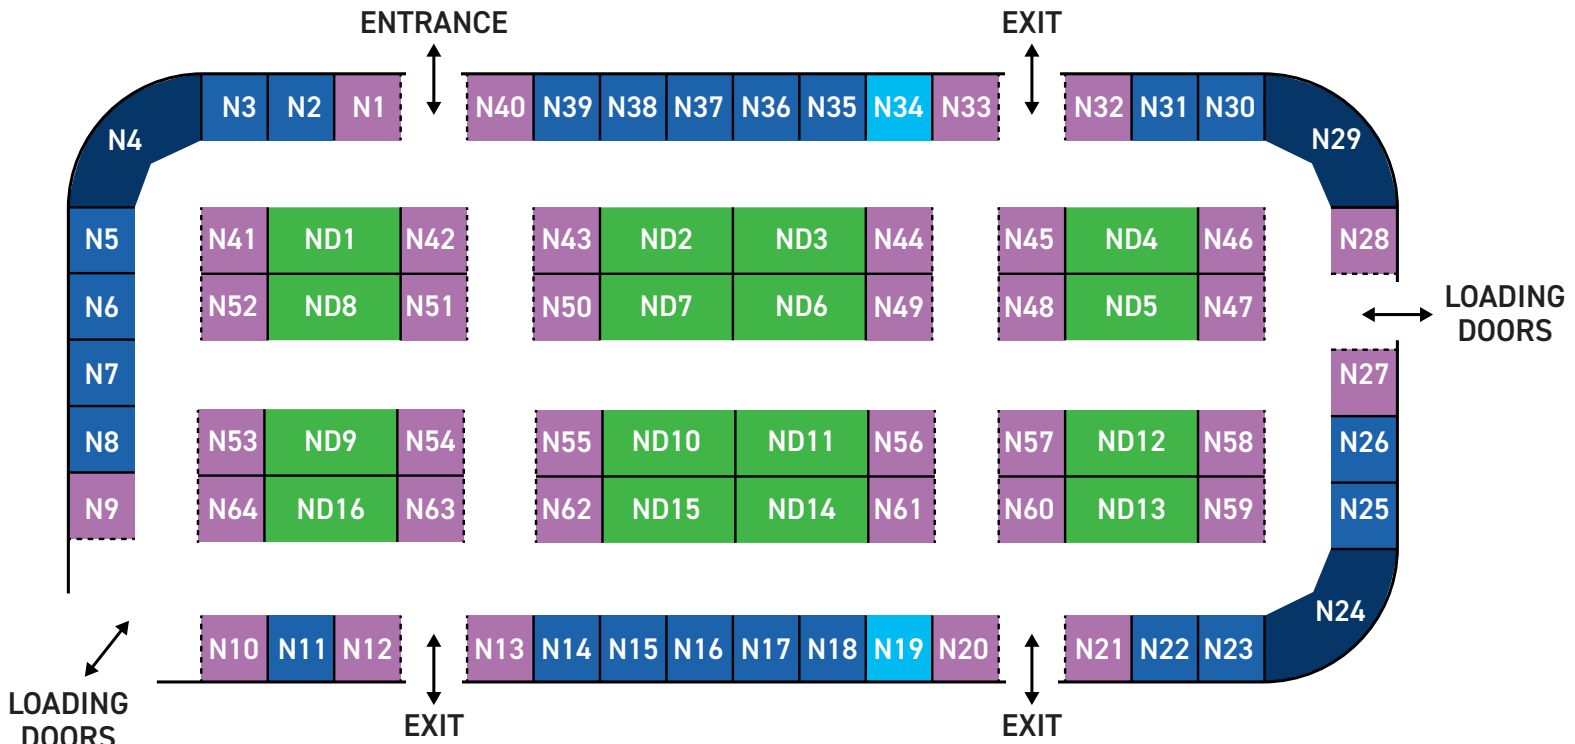 ENTRANCE
EXIT
N3 N2 N1 N40 N39 N38 N37 N36 N35 N34 N33 N32 N31 N30
N4
N29
N5 N41 ND1 N42 N43 ND2 ND3 N44 N45 ND4 N46 N28
N6 N52 ND8 N51 N50 ND7 ND6 N49 N48 ND5 N47
LOADING
DOORS
N7 N27
N8 N53 ND9 N54 N55 ND10 ND11 N56 N57 ND12 N58 N26
N9 N64 ND16 N63 N62 ND15 ND14 N61 N60 ND13 N59 N25
N24
N10 N11 N12 N13 N14 N15 N16 N17 N18 N19 N20 N21 N22 N23
LOADING
DOORS
EXIT
EXIT